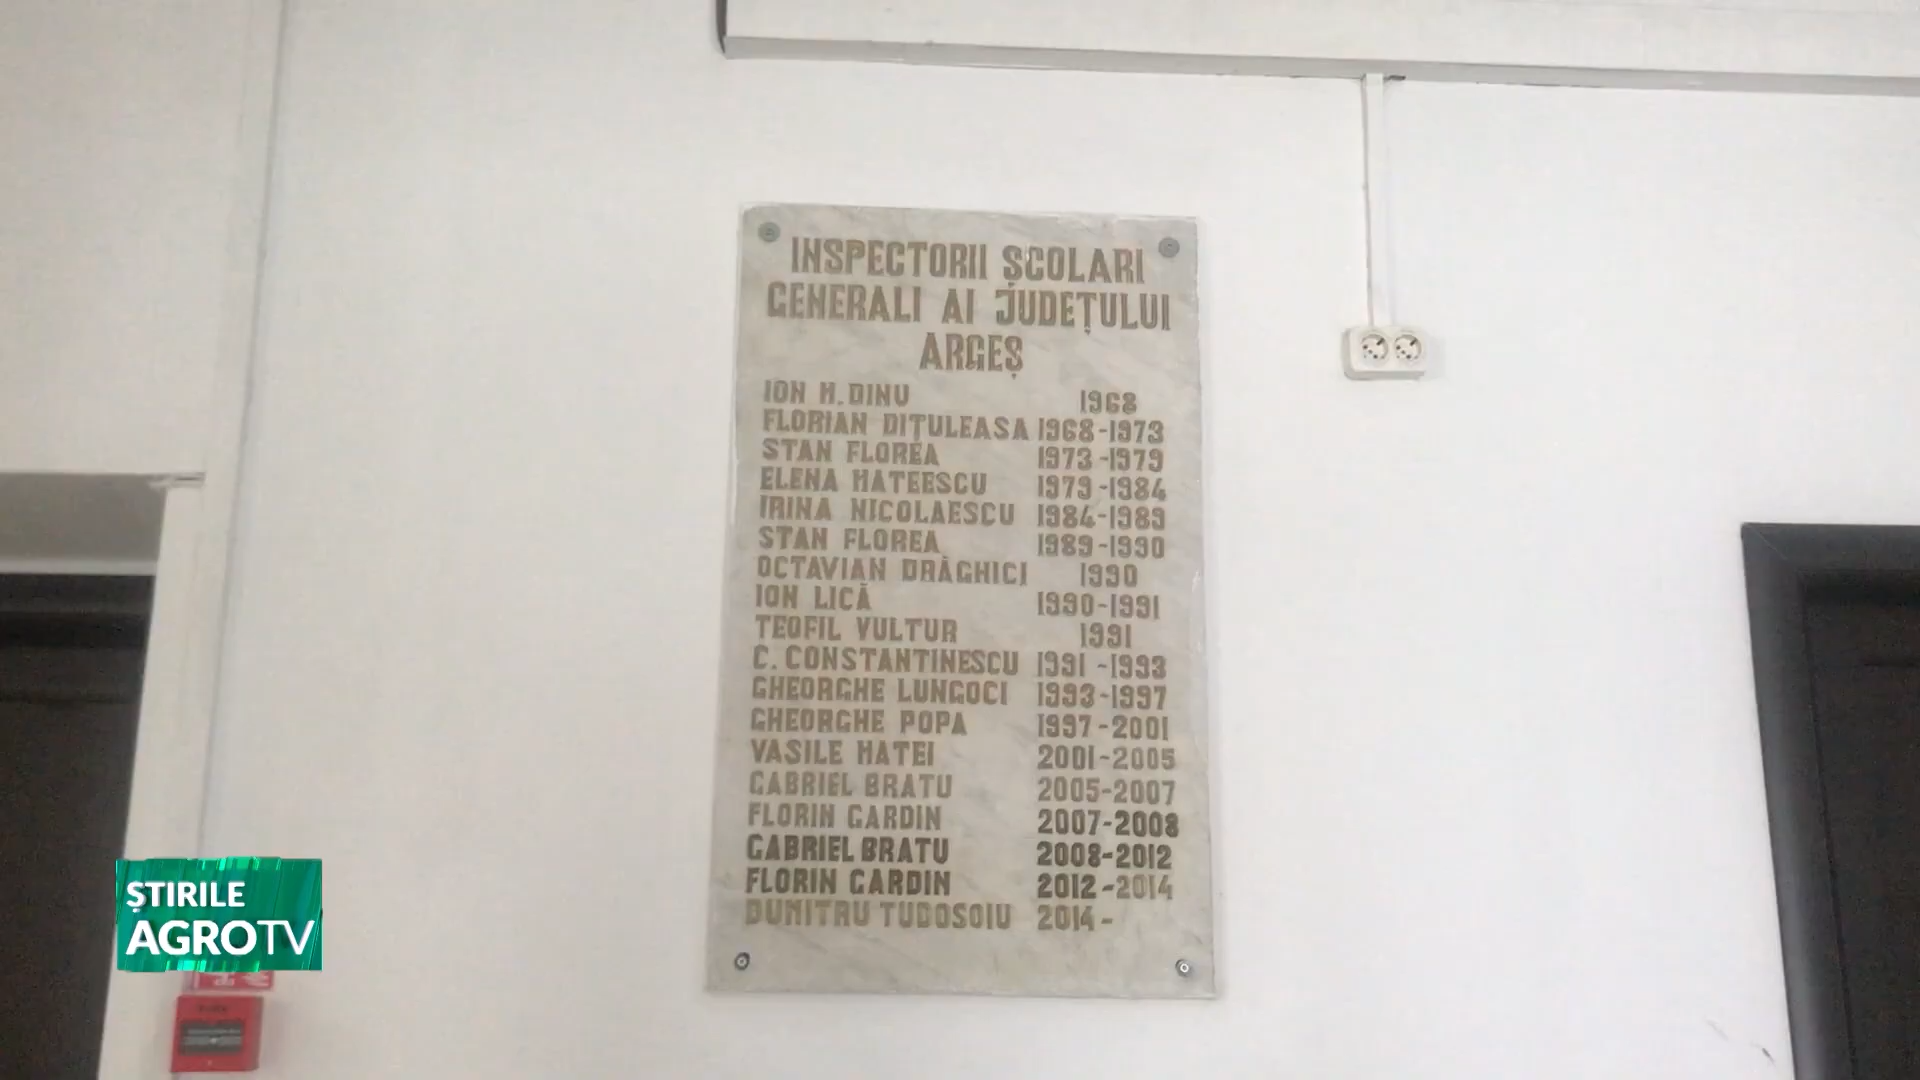 INSPECTORII ȘCOLARI
GENERALI AI JUDEȚULUI
ARGEȘ
ION M. DINU 1968
FLORIAN DIȚULEASA 1968-1973
STAN FLOREA 1973-1979
ELENA MATEESCU 1979-1984
IRINA NICOLAESCU 1984-1989
STAN FLOREA 1989-1990
OCTAVIAN DRĂGHICI 1990
ION LICĂ 1990-1991
TEOFIL VULTUR 1991
C. CONSTANTINESCU 1991-1993
GHEORGHE LUNGOCI 1993-1997
GHEORGHE POPA 1997-2001
VASILE MATEI 2001-2005
GABRIEL BRATU 2005-2007
FLORIN GARDIN 2007-2008
GABRIEL BRATU 2008-2012
FLORIN GARDIN 2012-2014
DUMITRU TUDOSOIU 2014-
ȘTIRILE
AGROTV